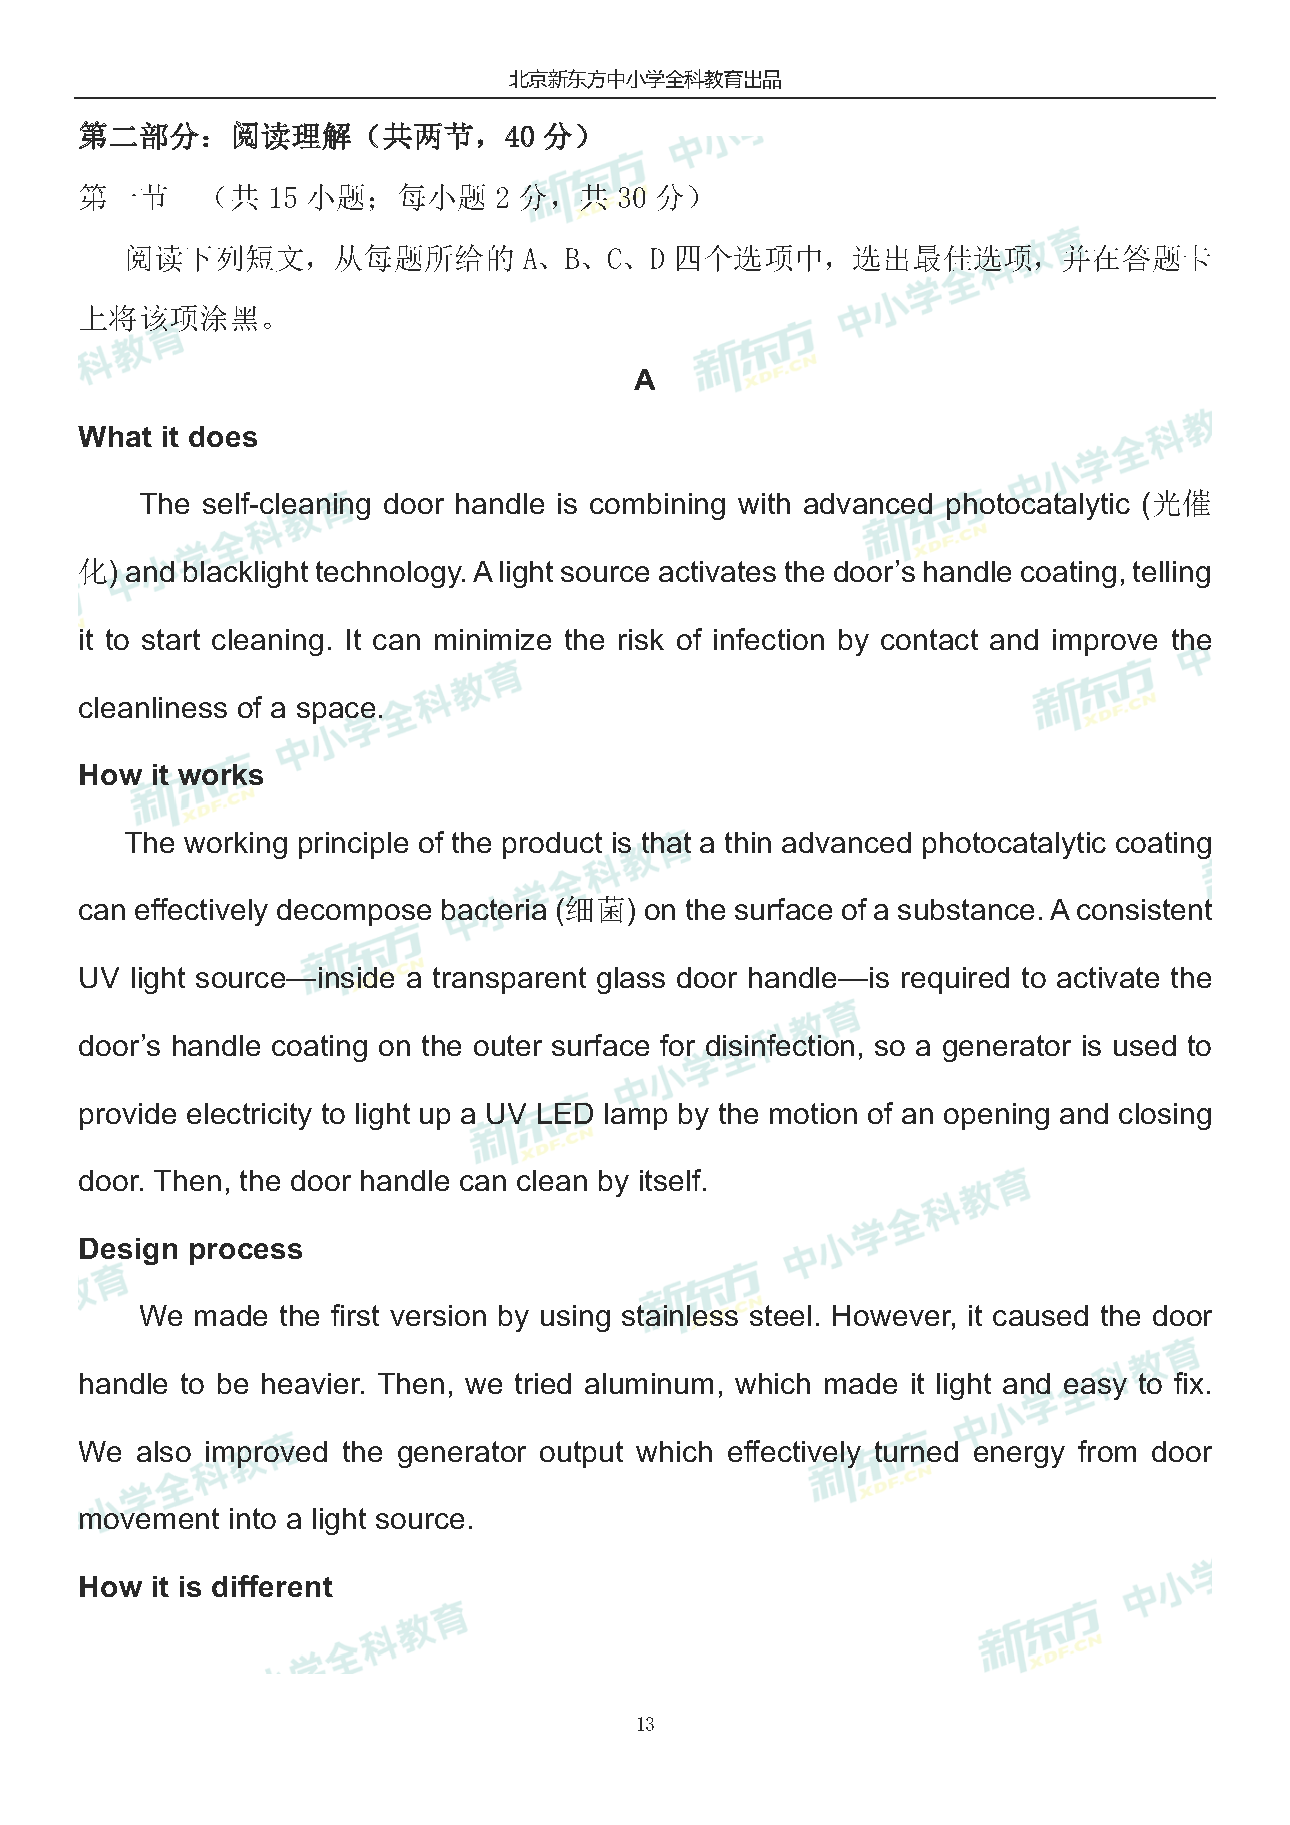 北京新东方中小学全科教育出品
第二部分：阅读理解（共两节，40 分）
第一节 （共 15 小题；每小题 2 分，共 30 分）
阅读下列短文，从每题所给的 A、B、C、D 四个选项中，选出最佳选项，并在答题卡
上将该项涂黑。
A
What it does
The self-cleaning door handle is combining with advanced photocatalytic (光催
化) and blacklight technology. A light source activates the door’s handle coating, telling
it to start cleaning. It can minimize the risk of infection by contact and improve the
cleanliness of a space.
How it works
The working principle of the product is that a thin advanced photocatalytic coating
can effectively decompose bacteria (细菌) on the surface of a substance. A consistent
UV light source—inside a transparent glass door handle—is required to activate the
door’s handle coating on the outer surface for disinfection, so a generator is used to
provide electricity to light up a UV LED lamp by the motion of an opening and closing
door. Then, the door handle can clean by itself.
Design process
We made the first version by using stainless steel. However, it caused the door
handle to be heavier. Then, we tried aluminum, which made it light and easy to fix.
We also improved the generator output which effectively turned energy from door
movement into a light source.
How it is different
13